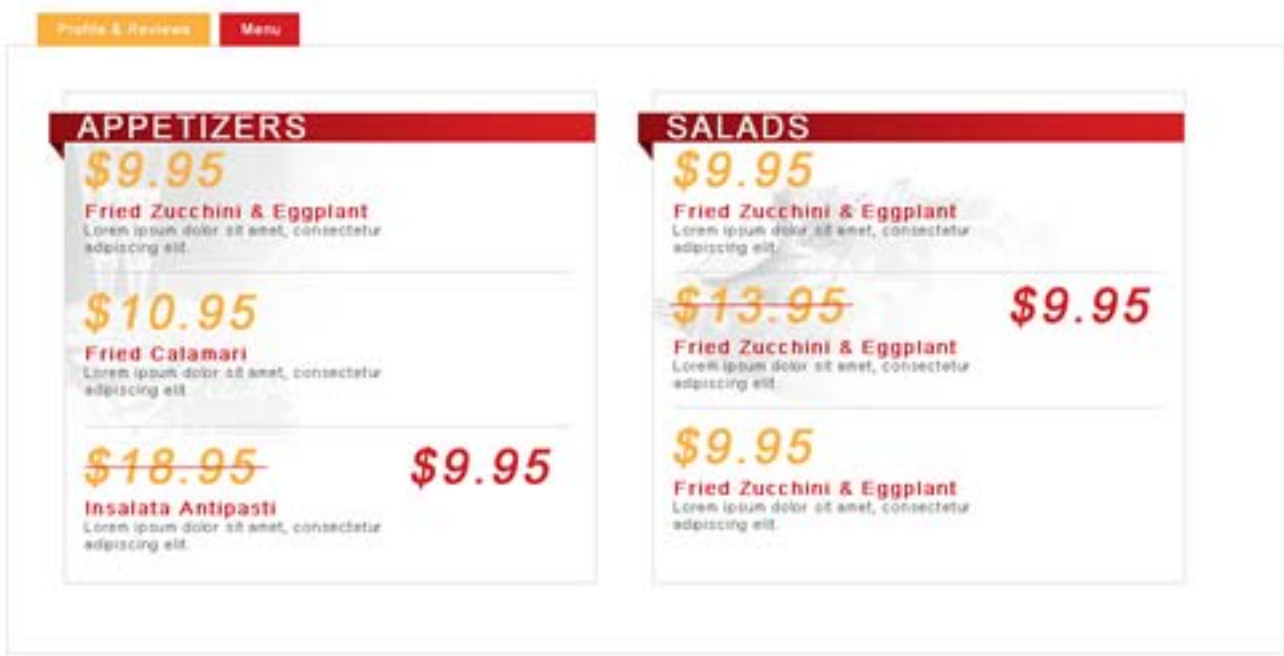 Profile & Reviews
Menu
APPETIZERS
$9.95
Fried Zucchini & Eggplant
Lorem ipsum dolor sit amet, consectetur
adipiscing elit.
$10.95
Fried Calamari
Lorem ipsum dolor sit amet, consectetur
adipiscing elit.
$18.95 $9.95
Insalata Antipasti
Lorem ipsum dolor sit amet, consectetur
adipiscing elit.
SALADS
$9.95
Fried Zucchini & Eggplant
Lorem ipsum dolor sit amet, consectetur
adipiscing elit.
$13.95 $9.95
Fried Zucchini & Eggplant
Lorem ipsum dolor sit amet, consectetur
adipiscing elit.
$9.95
Fried Zucchini & Eggplant
Lorem ipsum dolor sit amet, consectetur
adipiscing elit.